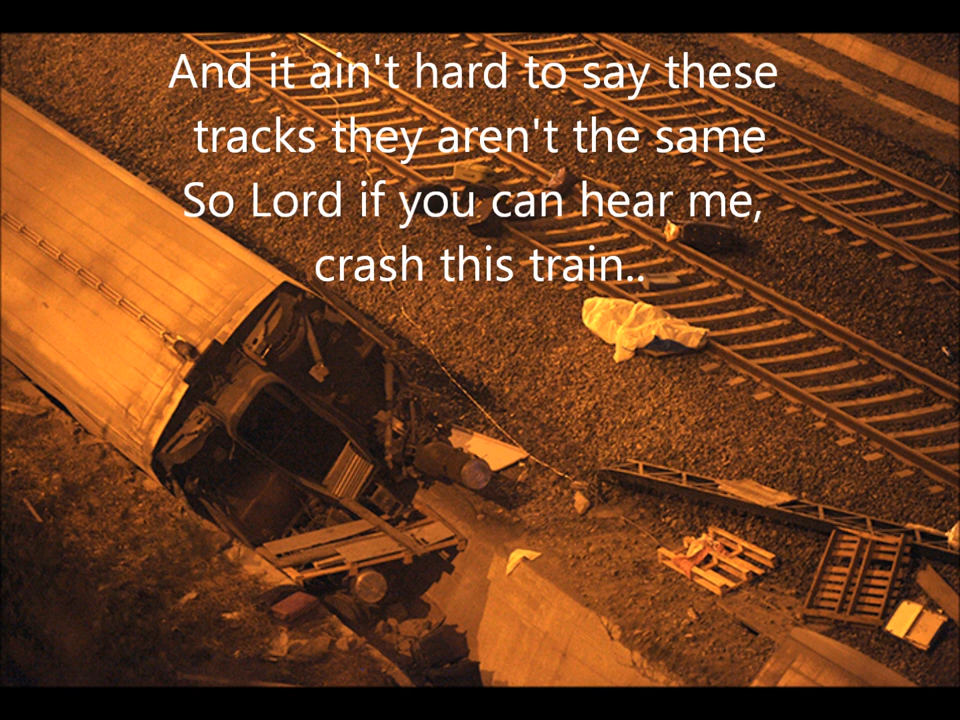 And it ain't hard to say these
tracks they aren't the same
So Lord if you can hear me,
crash this train..